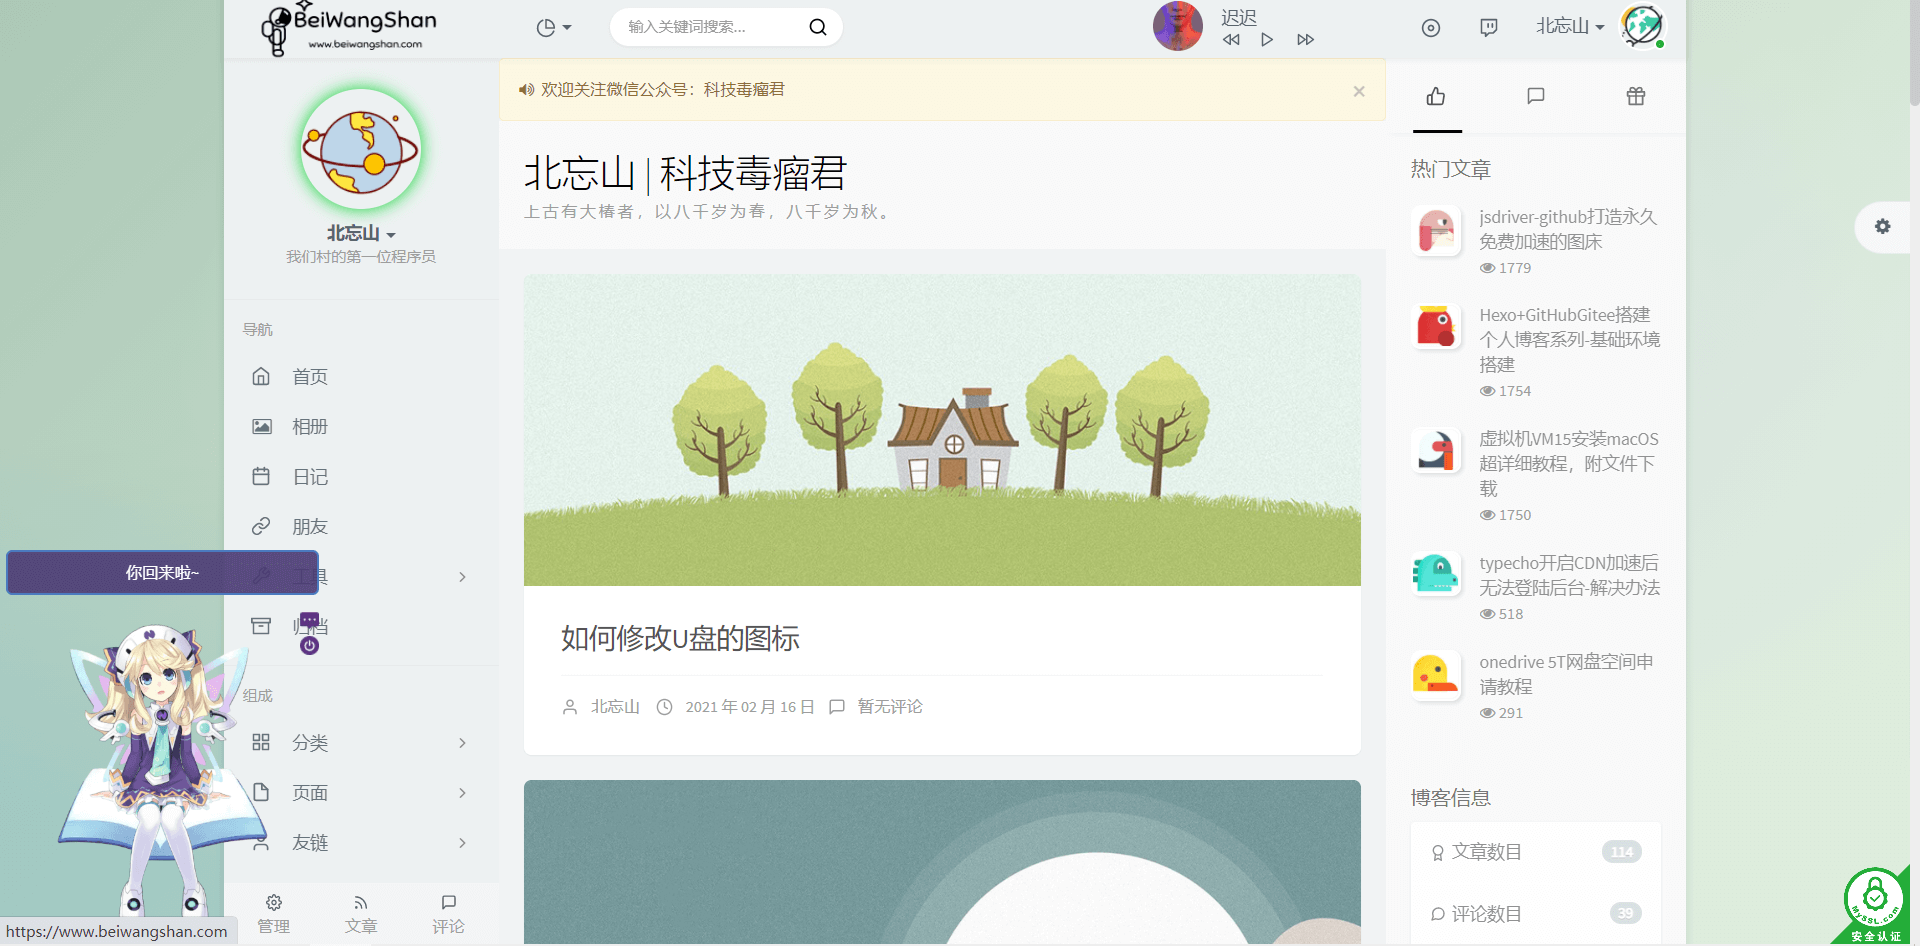 BeiWangShan
www.beiwangshan.com
输入关键词搜索...
迟迟
北忘山
欢迎关注微信公众号：科技毒瘤君
×
北忘山 | 科技毒瘤君
上古有大椿者，以八千岁为春，八千岁为秋。
北忘山
我们村的第一位程序员
导航
首页
相册
日记
朋友
工具
归档
你回来啦~
组成
分类
页面
友链
管理
文章
评论
https://www.beiwangshan.com
如何修改U盘的图标
北忘山 2021 年 02 月 16 日 暂无评论
热门文章
jsdriver-github打造永久
免费加速的图床
1779
Hexo+GitHubGitee搭建
个人博客系列-基础环境
搭建
1754
虚拟机VM15安装macOS
超详细教程，附文件下
载
1750
typecho开启CDN加速后
无法登陆后台-解决办法
518
onedrive 5T网盘空间申
请教程
291
博客信息
文章数目 114
评论数目 39
MySSL.com
安全认证